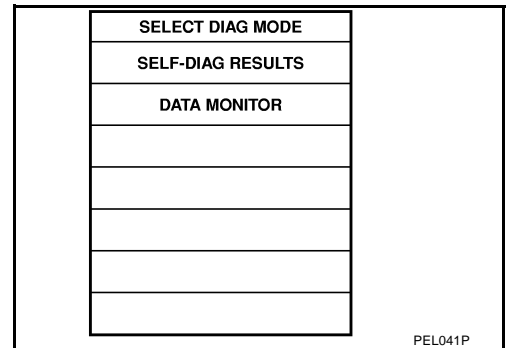 SELECT DIAG MODE
SELF-DIAG RESULTS
DATA MONITOR
PEL041P